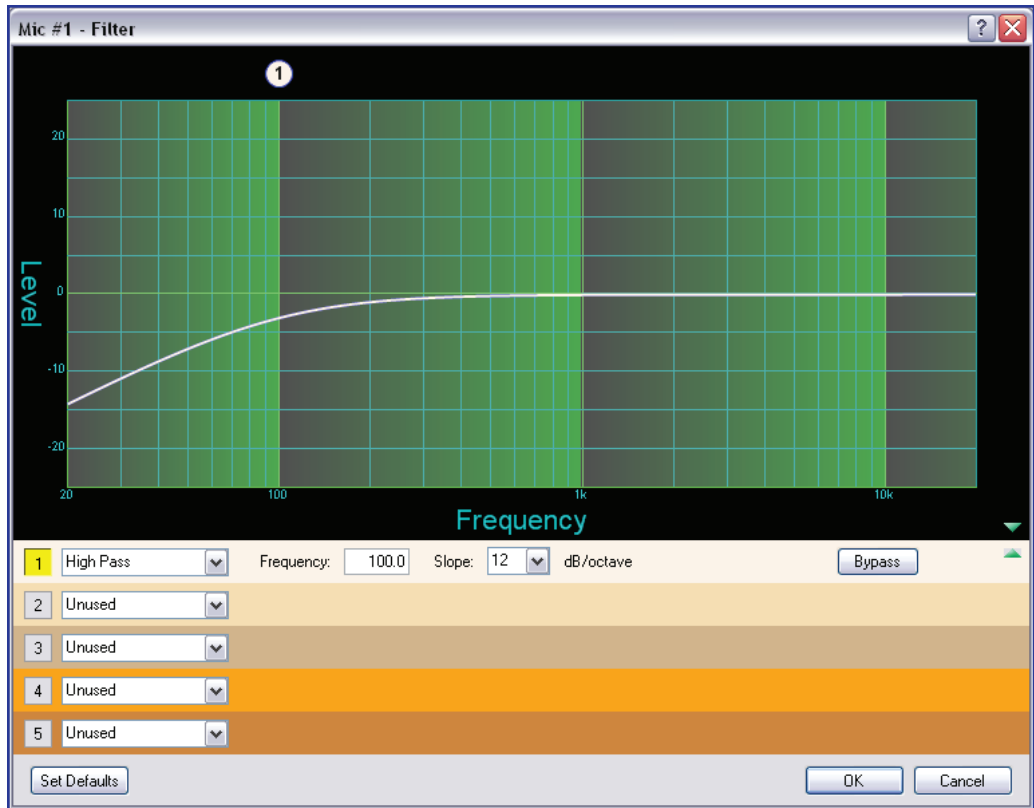 Mic #1 - Filter
?
1
20
10
0
-10
-20
Level
20 100 1k 10k
Frequency
1 High Pass Frequency: 100.0 Slope: 12 dB/octave Bypass
2 Unused
3 Unused
4 Unused
5 Unused
Set Defaults OK Cancel